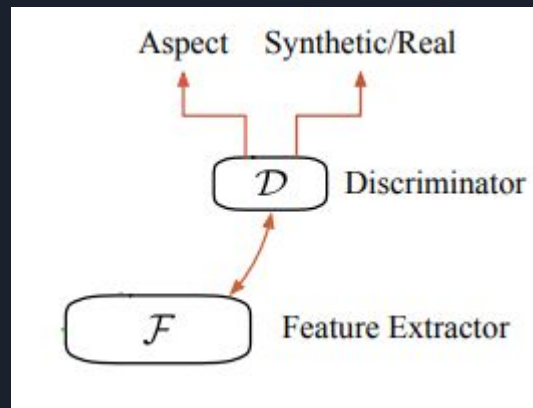 Aspect Synthetic/Real
𝒟 Discriminator
ℱ Feature Extractor